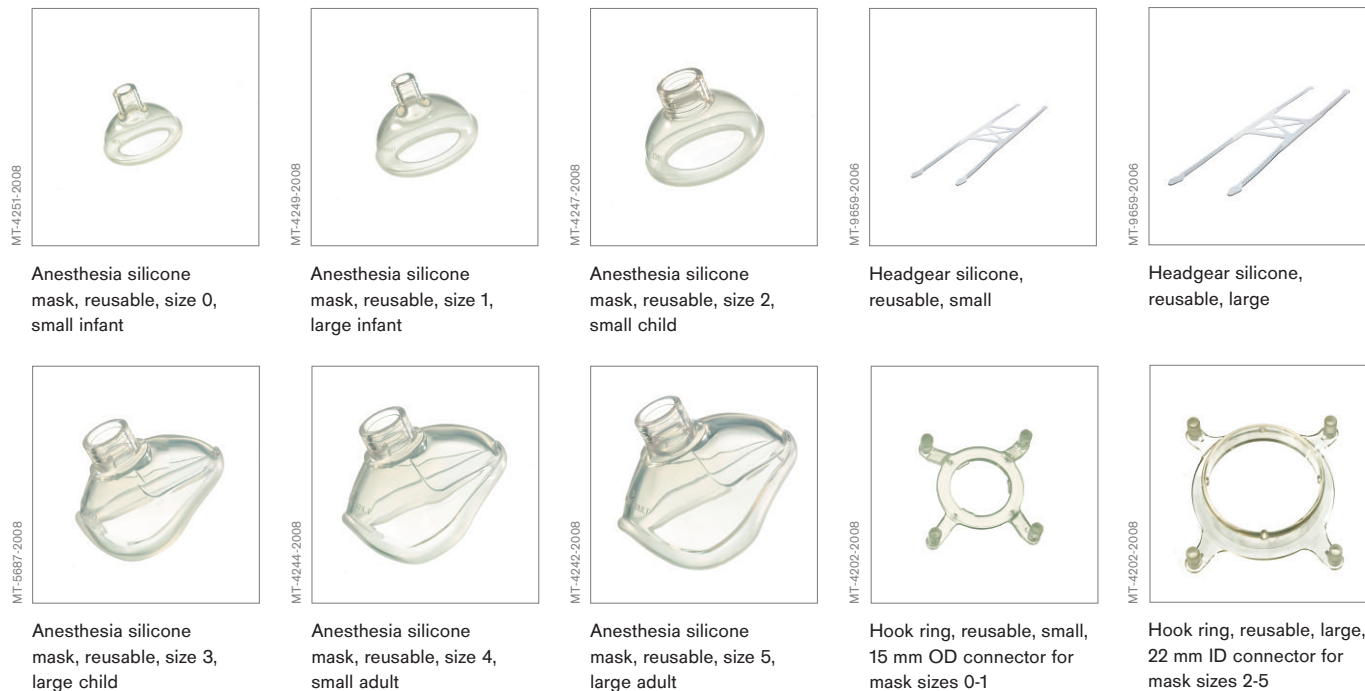 MT-4251-2008
Anesthesia silicone
mask, reusable, size 0,
small infant
MT-4249-2008
Anesthesia silicone
mask, reusable, size 1,
large infant
MT-4247-2008
Anesthesia silicone
mask, reusable, size 2,
small child
MT-9659-2006
Headgear silicone,
reusable, small
MT-9659-2006
Headgear silicone,
reusable, large
MT-5687-2008
Anesthesia silicone
mask, reusable, size 3,
large child
MT-4244-2008
Anesthesia silicone
mask, reusable, size 4,
small adult
MT-4242-2008
Anesthesia silicone
mask, reusable, size 5,
large adult
MT-4202-2008
Hook ring, reusable, small,
15 mm OD connector for
mask sizes 0-1
MT-4202-2008
Hook ring, reusable, large,
22 mm ID connector for
mask sizes 2-5